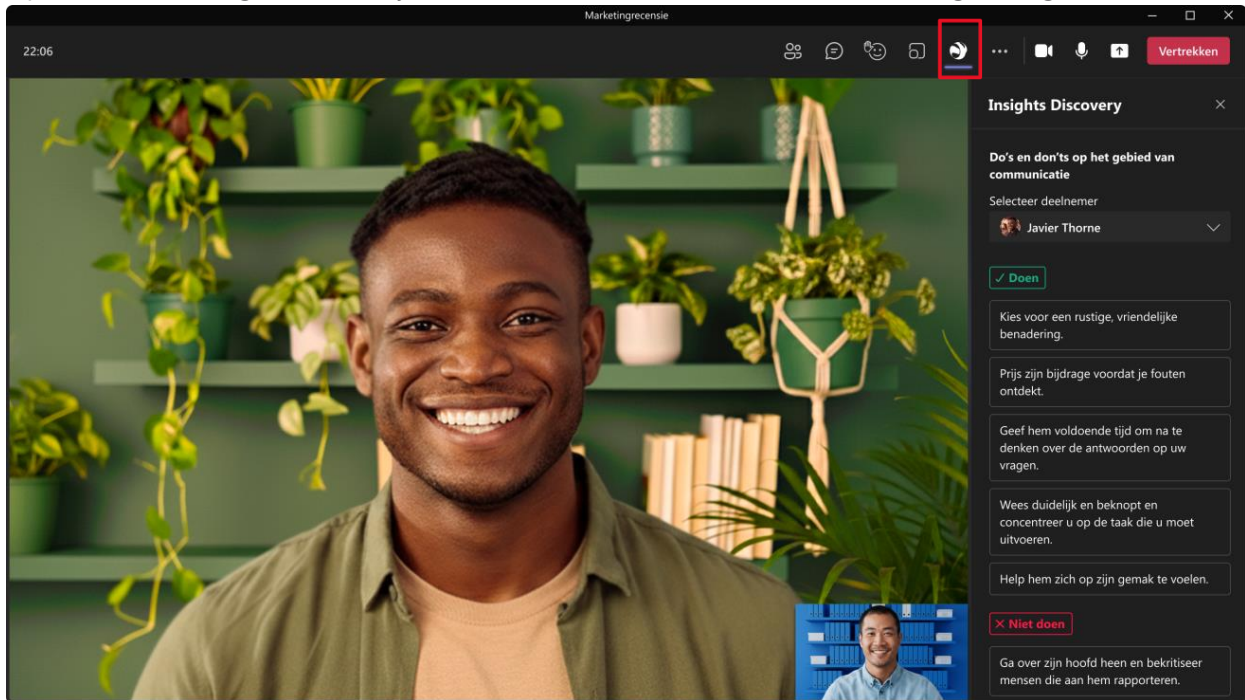 Marketingrecensie
22:06
Vertrekken
Insights Discovery
Do's en don'ts op het gebied van
communicatie
Selecteer deelnemer
Javier Thorne
✓ Doen
Kies voor een rustige, vriendelijke
benadering.
Prijs zijn bijdrage voordat je fouten
ontdekt.
Geef hem voldoende tijd om na te
denken over de antwoorden op uw
vragen.
Wees duidelijk en beknopt en
concentreer u op de taak die u moet
uitvoeren.
Help hem zich op zijn gemak te voelen.
✕ Niet doen
Ga over zijn hoofd heen en bekritiseer
mensen die aan hem rapporteren.